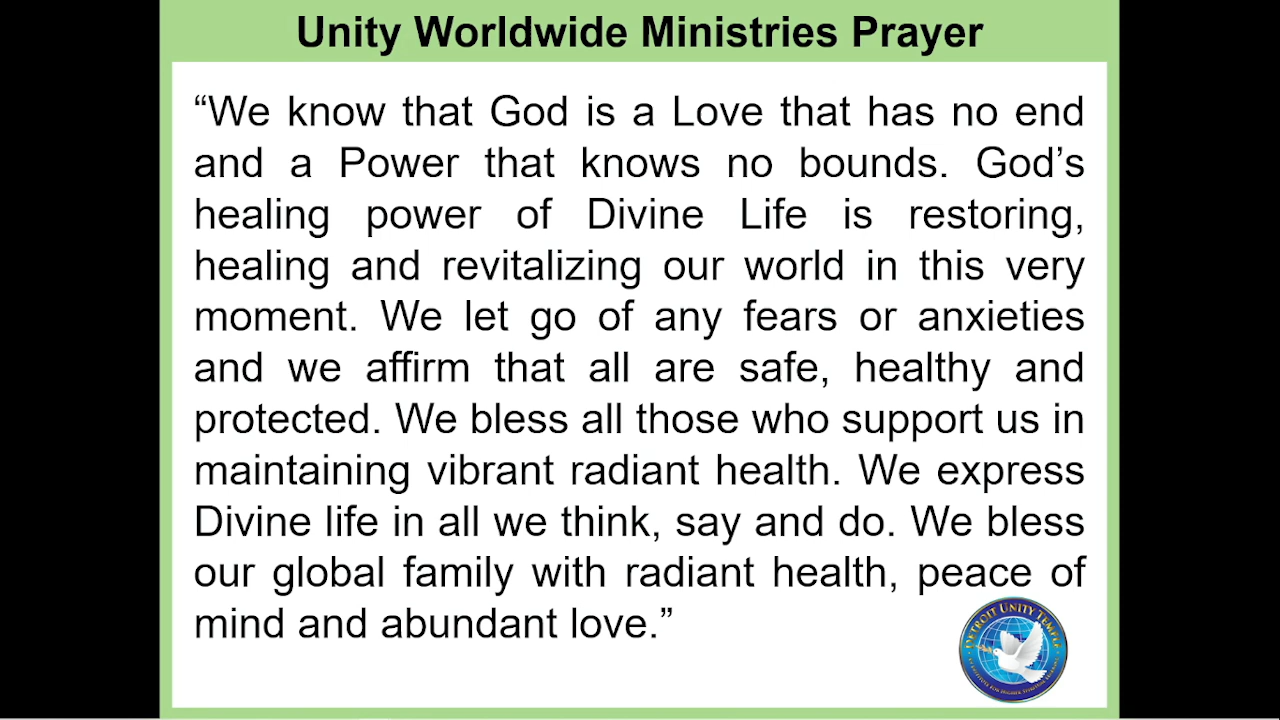 Unity Worldwide Ministries Prayer
“We know that God is a Love that has no end
and a Power that knows no bounds. God’s
healing power of Divine Life is restoring,
healing and revitalizing our world in this very
moment. We let go of any fears or anxieties
and we affirm that all are safe, healthy and
protected. We bless all those who support us in
maintaining vibrant radiant health. We express
Divine life in all we think, say and do. We bless
our global family with radiant health, peace of
mind and abundant love.”
DETROIT UNITY TEMPLE